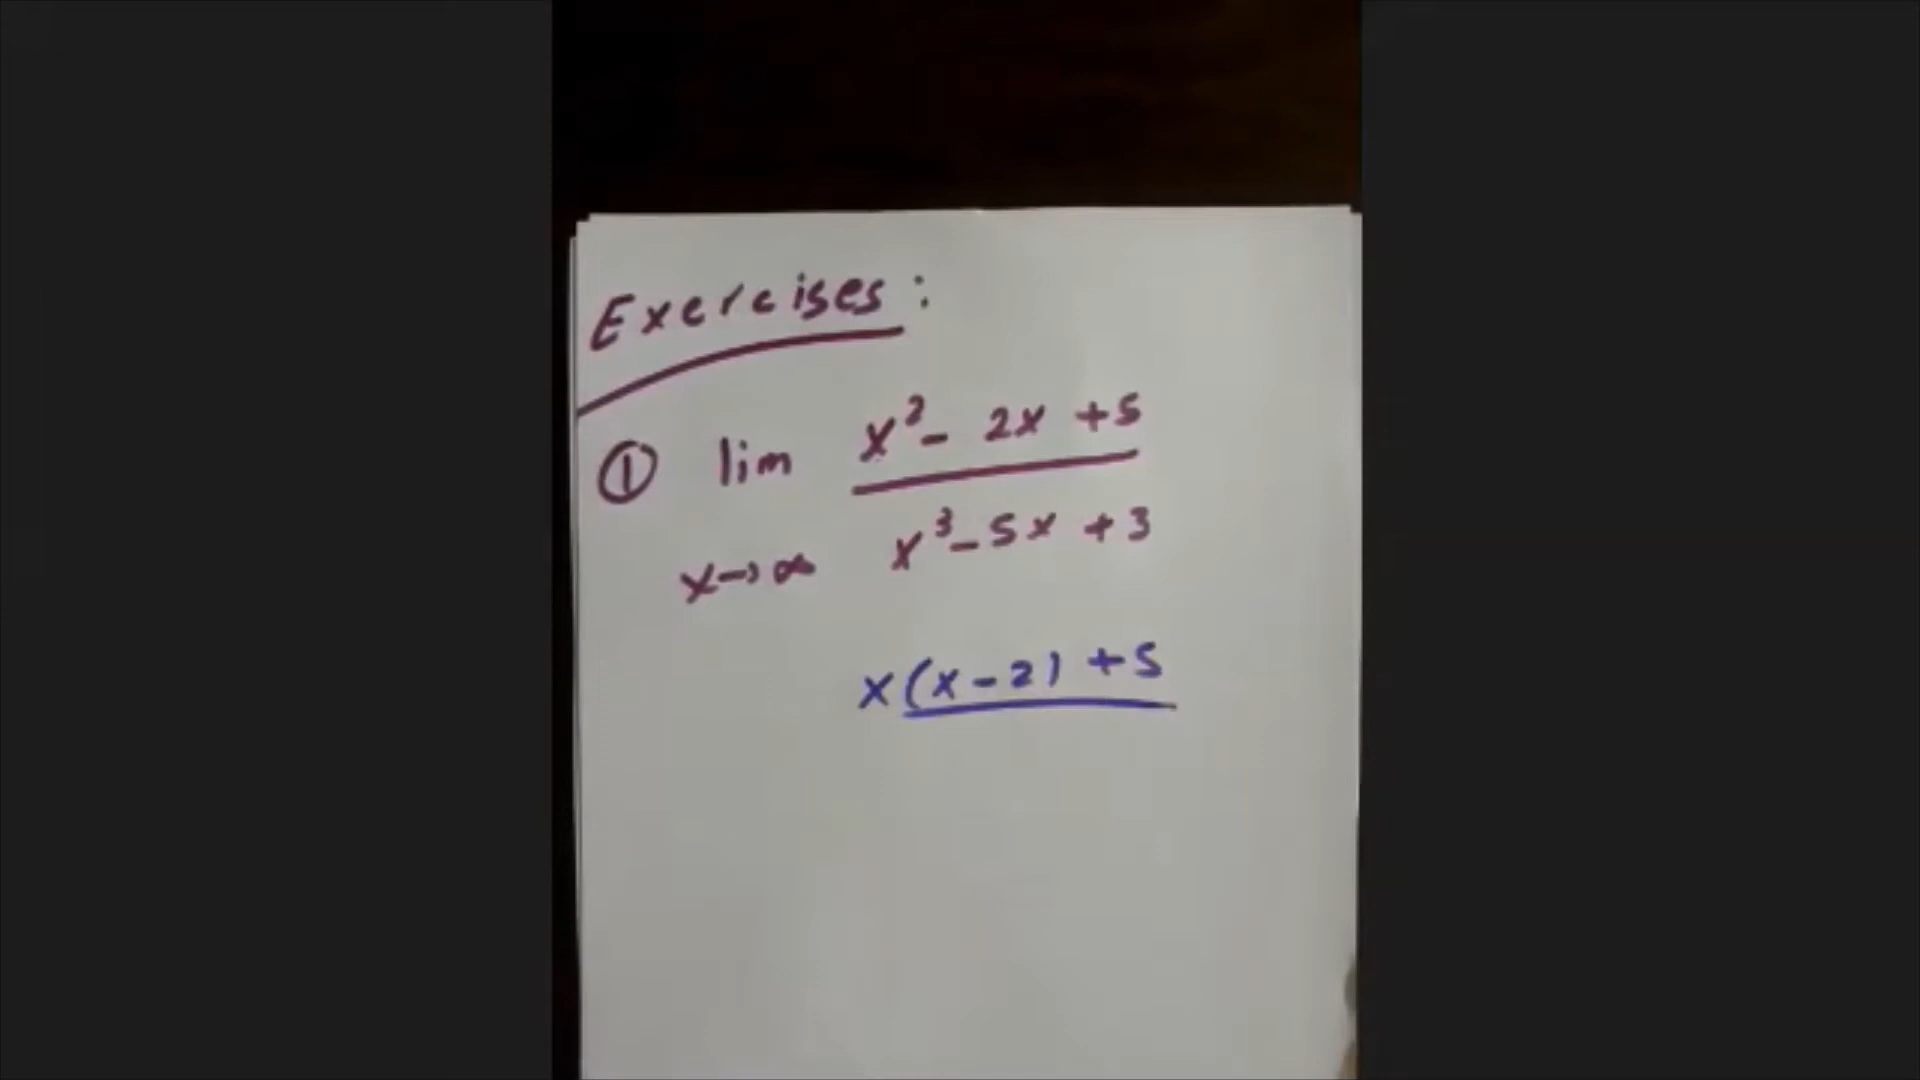 Exercises:
① lim x² - 2x + 5
x→∞ x³ - 5x + 3
x(x - 2) + 5